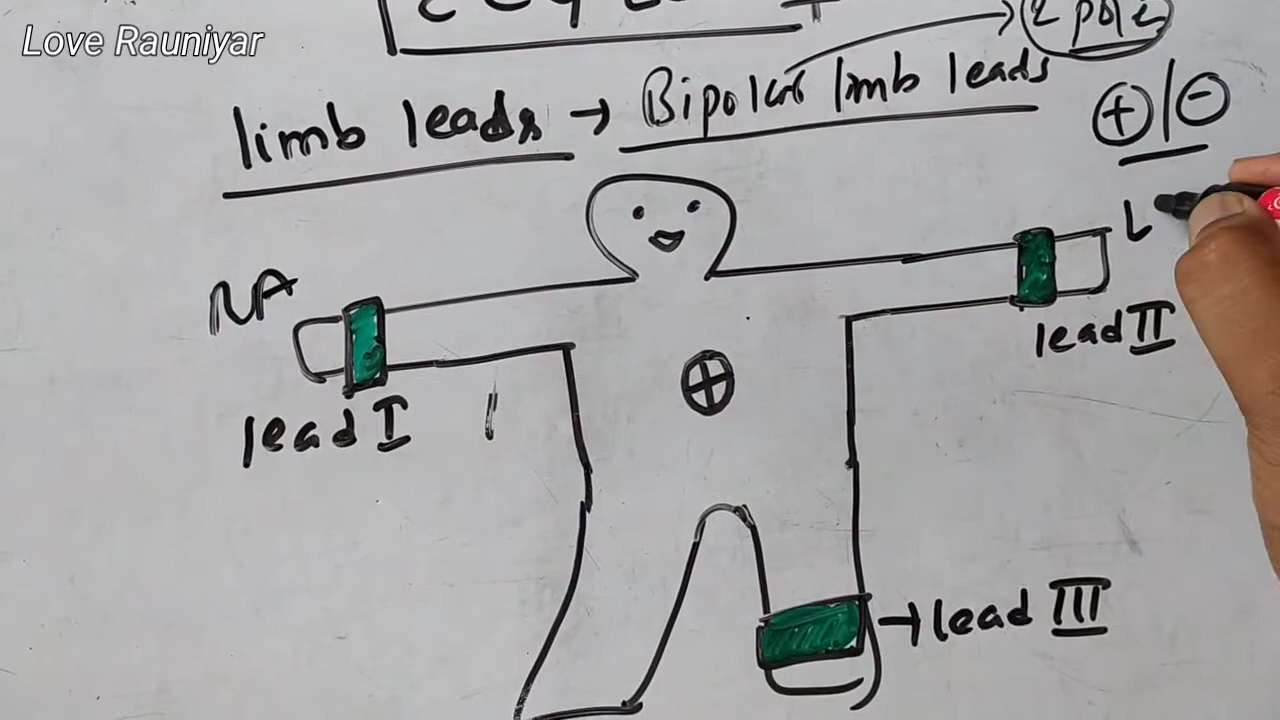 Love Rauniyar
2 pole
limb leads → Bipolar limb leads
⊕/⊖
RA
L
lead I
lead II
⊕
→ lead III